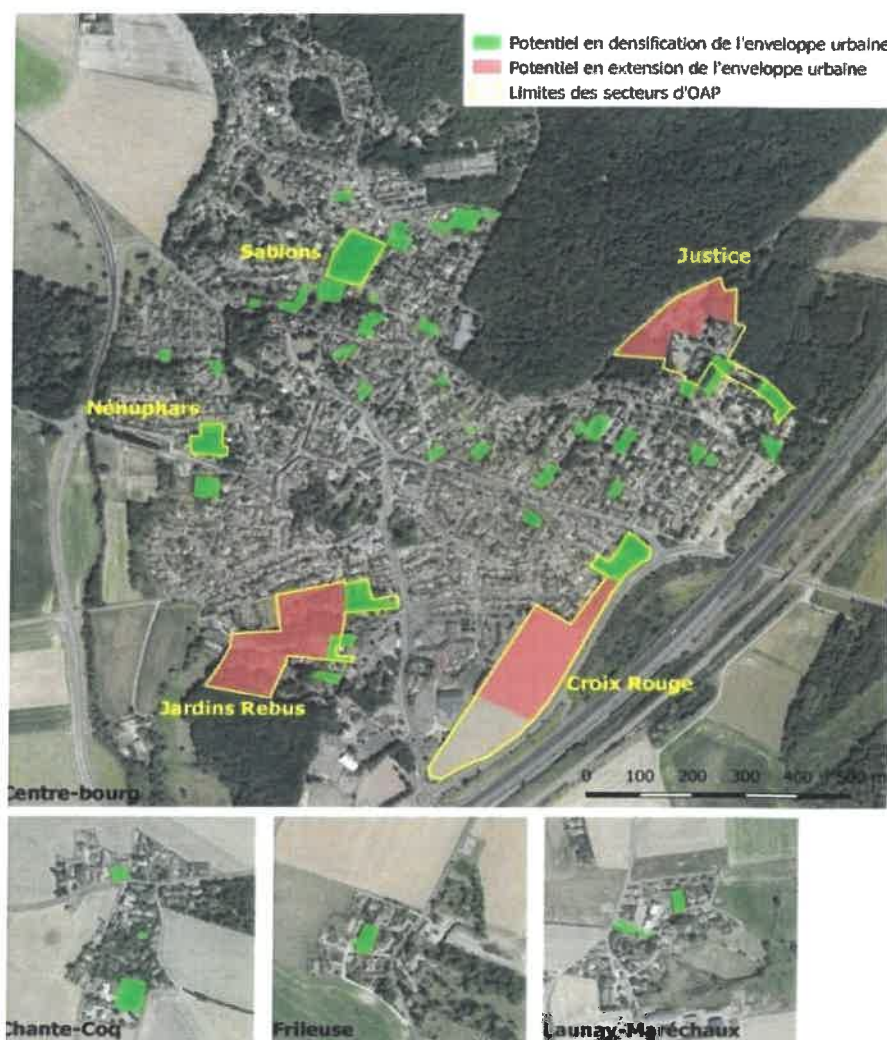 Potentiel en densification de l'enveloppe urbaine
Potentiel en extension de l'enveloppe urbaine
Limites des secteurs d'OAP
Sablons
Justice
Nénuphars
Croix Rouge
Jardins Rebus
0 100 200 300 400 500 m
Centre-bourg
Chante-Coq
Frileuse
Launay-Maréchaux